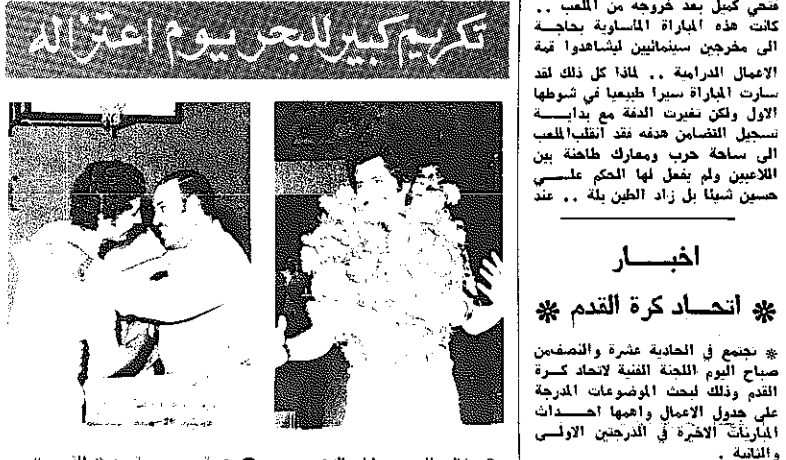 تكريم كبير للبحر يوم اعتزاله
فتحي كميل بعد خروجه من الملعب ..
كانت هذه المباراة المأساوية بحاجة
الى مخرجين سينمائيين ليشاهدوا قمة
الاعمال الدرامية .. لماذا كل ذلك لقد
سارت المباراة سيرا طبيعيا في شوطها
الاول ولكن تغيرت الدفة مع بداية
تسجيل التضامن هدفه فقد انقلب الملعب
الى ساحة حرب ومعارك طاحنة بين
اللاعبين ولم يفعل لها الحكم علي
حسين شيئا بل زاد الطين بلة .. عند
اخبار
* اتحاد كرة القدم *
* تجتمع في الحادية عشرة والنصف من
صباح اليوم اللجنة الفنية لاتحاد كرة
القدم وذلك لبحث الموضوعات المدرجة
على جدول الاعمال واهمها احداث
المباريات الاخيرة في الدرجتين الاولى
والثانية .